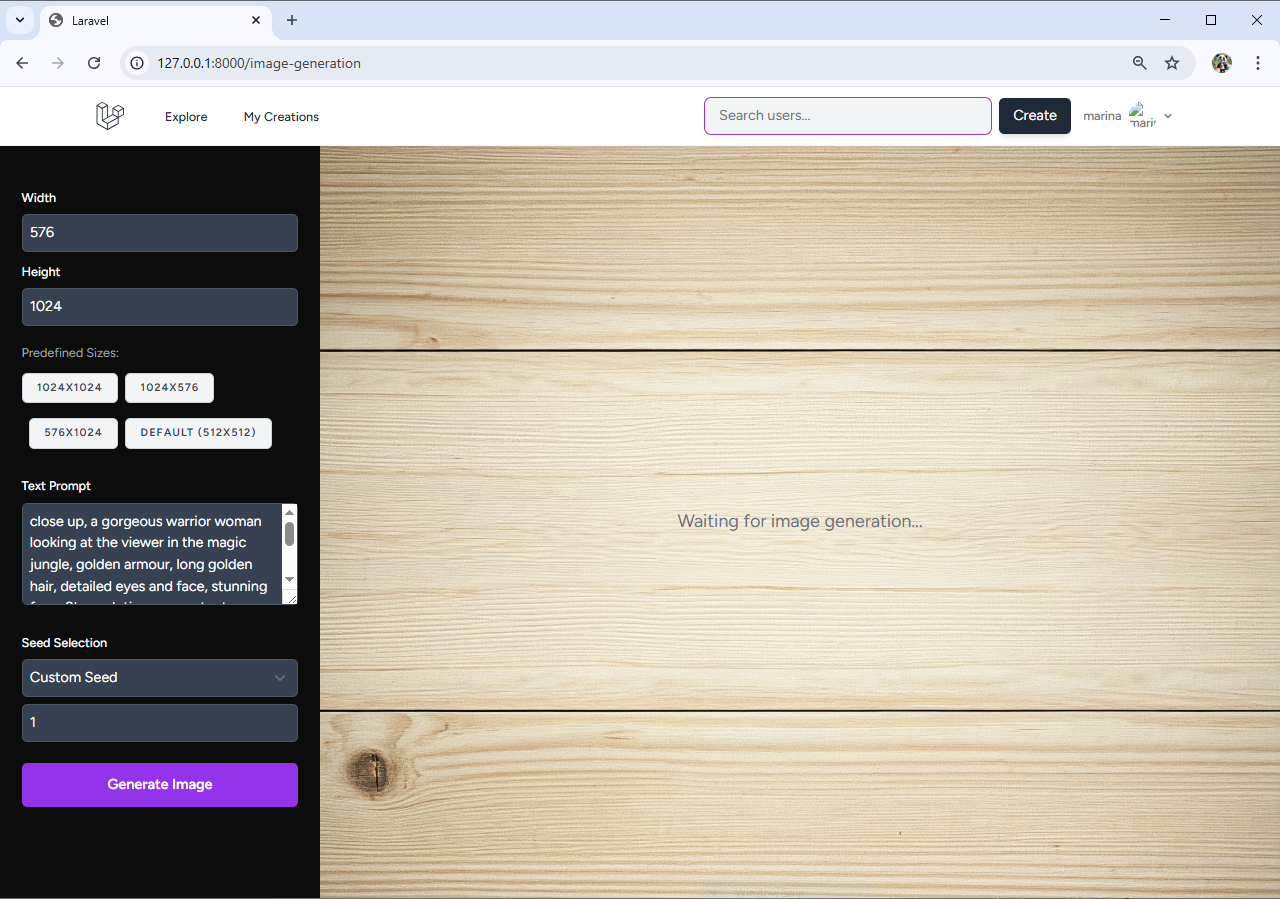 Laravel
127.0.0.1:8000/image-generation
Explore
My Creations
Search users...
Create
marina
mari
Width
576
Height
1024
Predefined Sizes:
1024X1024
1024X576
576X1024
DEFAULT (512X512)
Text Prompt
close up, a gorgeous warrior woman
looking at the viewer in the magic
jungle, golden armour, long golden
hair, detailed eyes and face, stunning
Seed Selection
Custom Seed
1
Generate Image
Waiting for image generation...